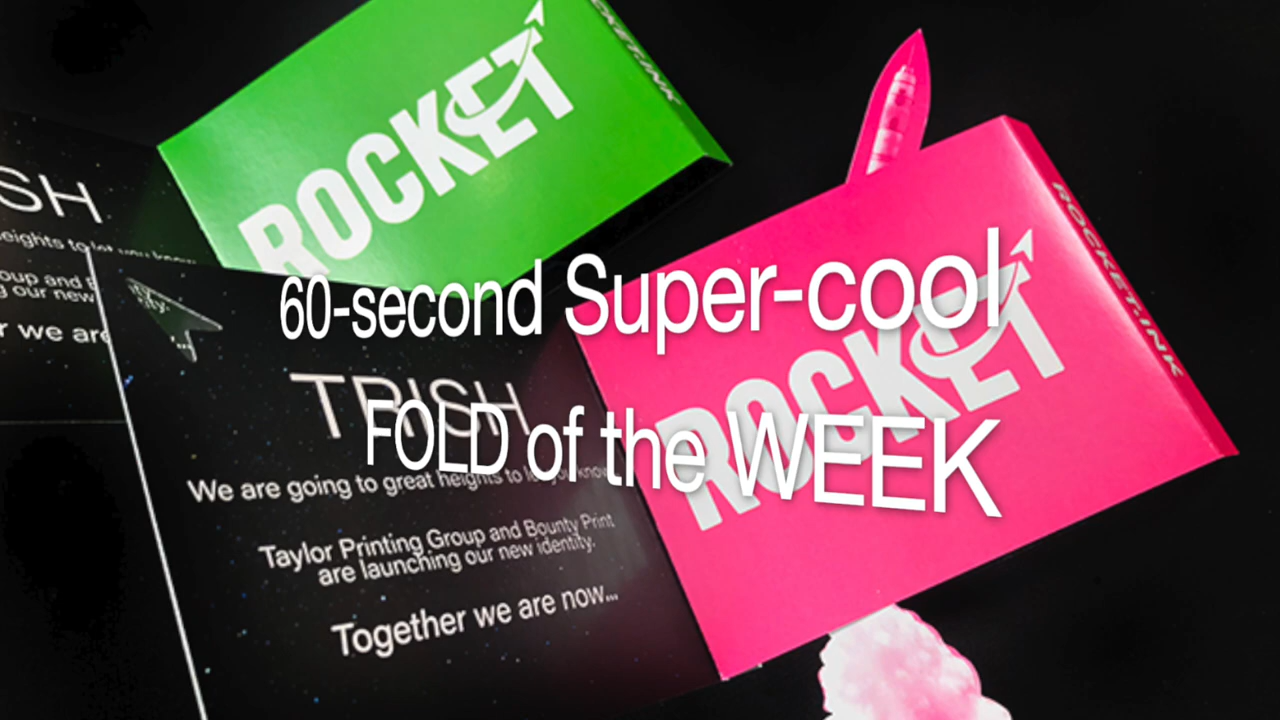 ROCKET
ROCKET.INK
60-second Super-cool
FOLD of the WEEK
ROCKET
ROCKET.INK
SH
eights to let you know
oup and B
g our new
r we are
TRISH
We are going to great heights to let you know
Taylor Printing Group and Bounty Print
are launching our new identity.
Together we are now...